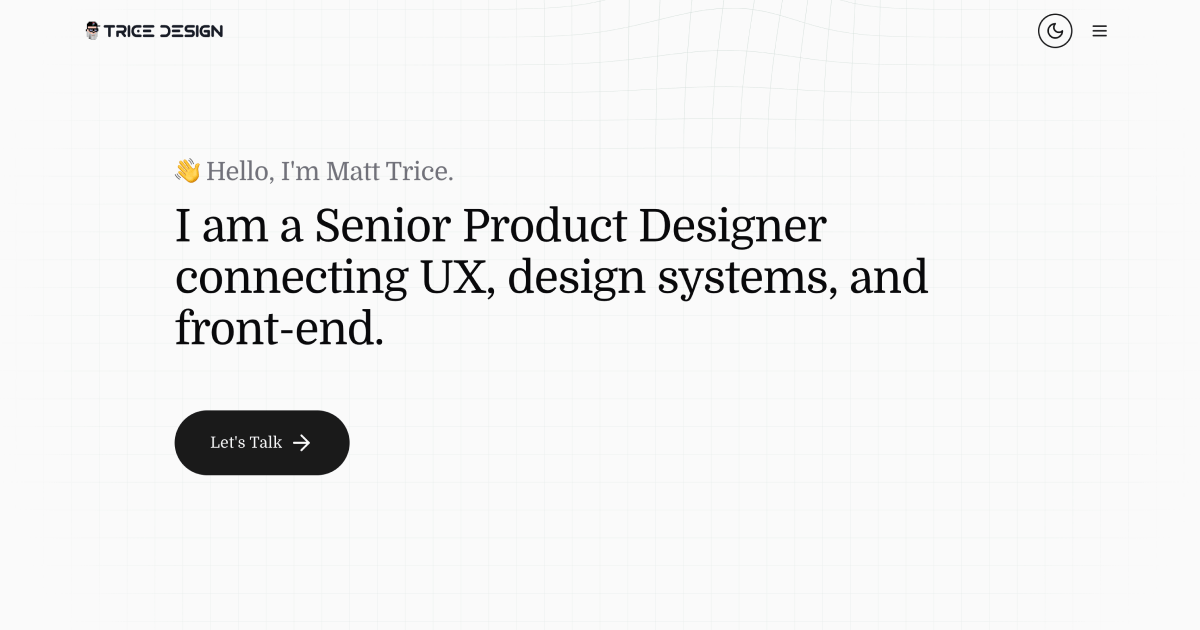 TRICE DESIGN
👋 Hello, I'm Matt Trice.
I am a Senior Product Designer
connecting UX, design systems, and
front-end.
Let's Talk